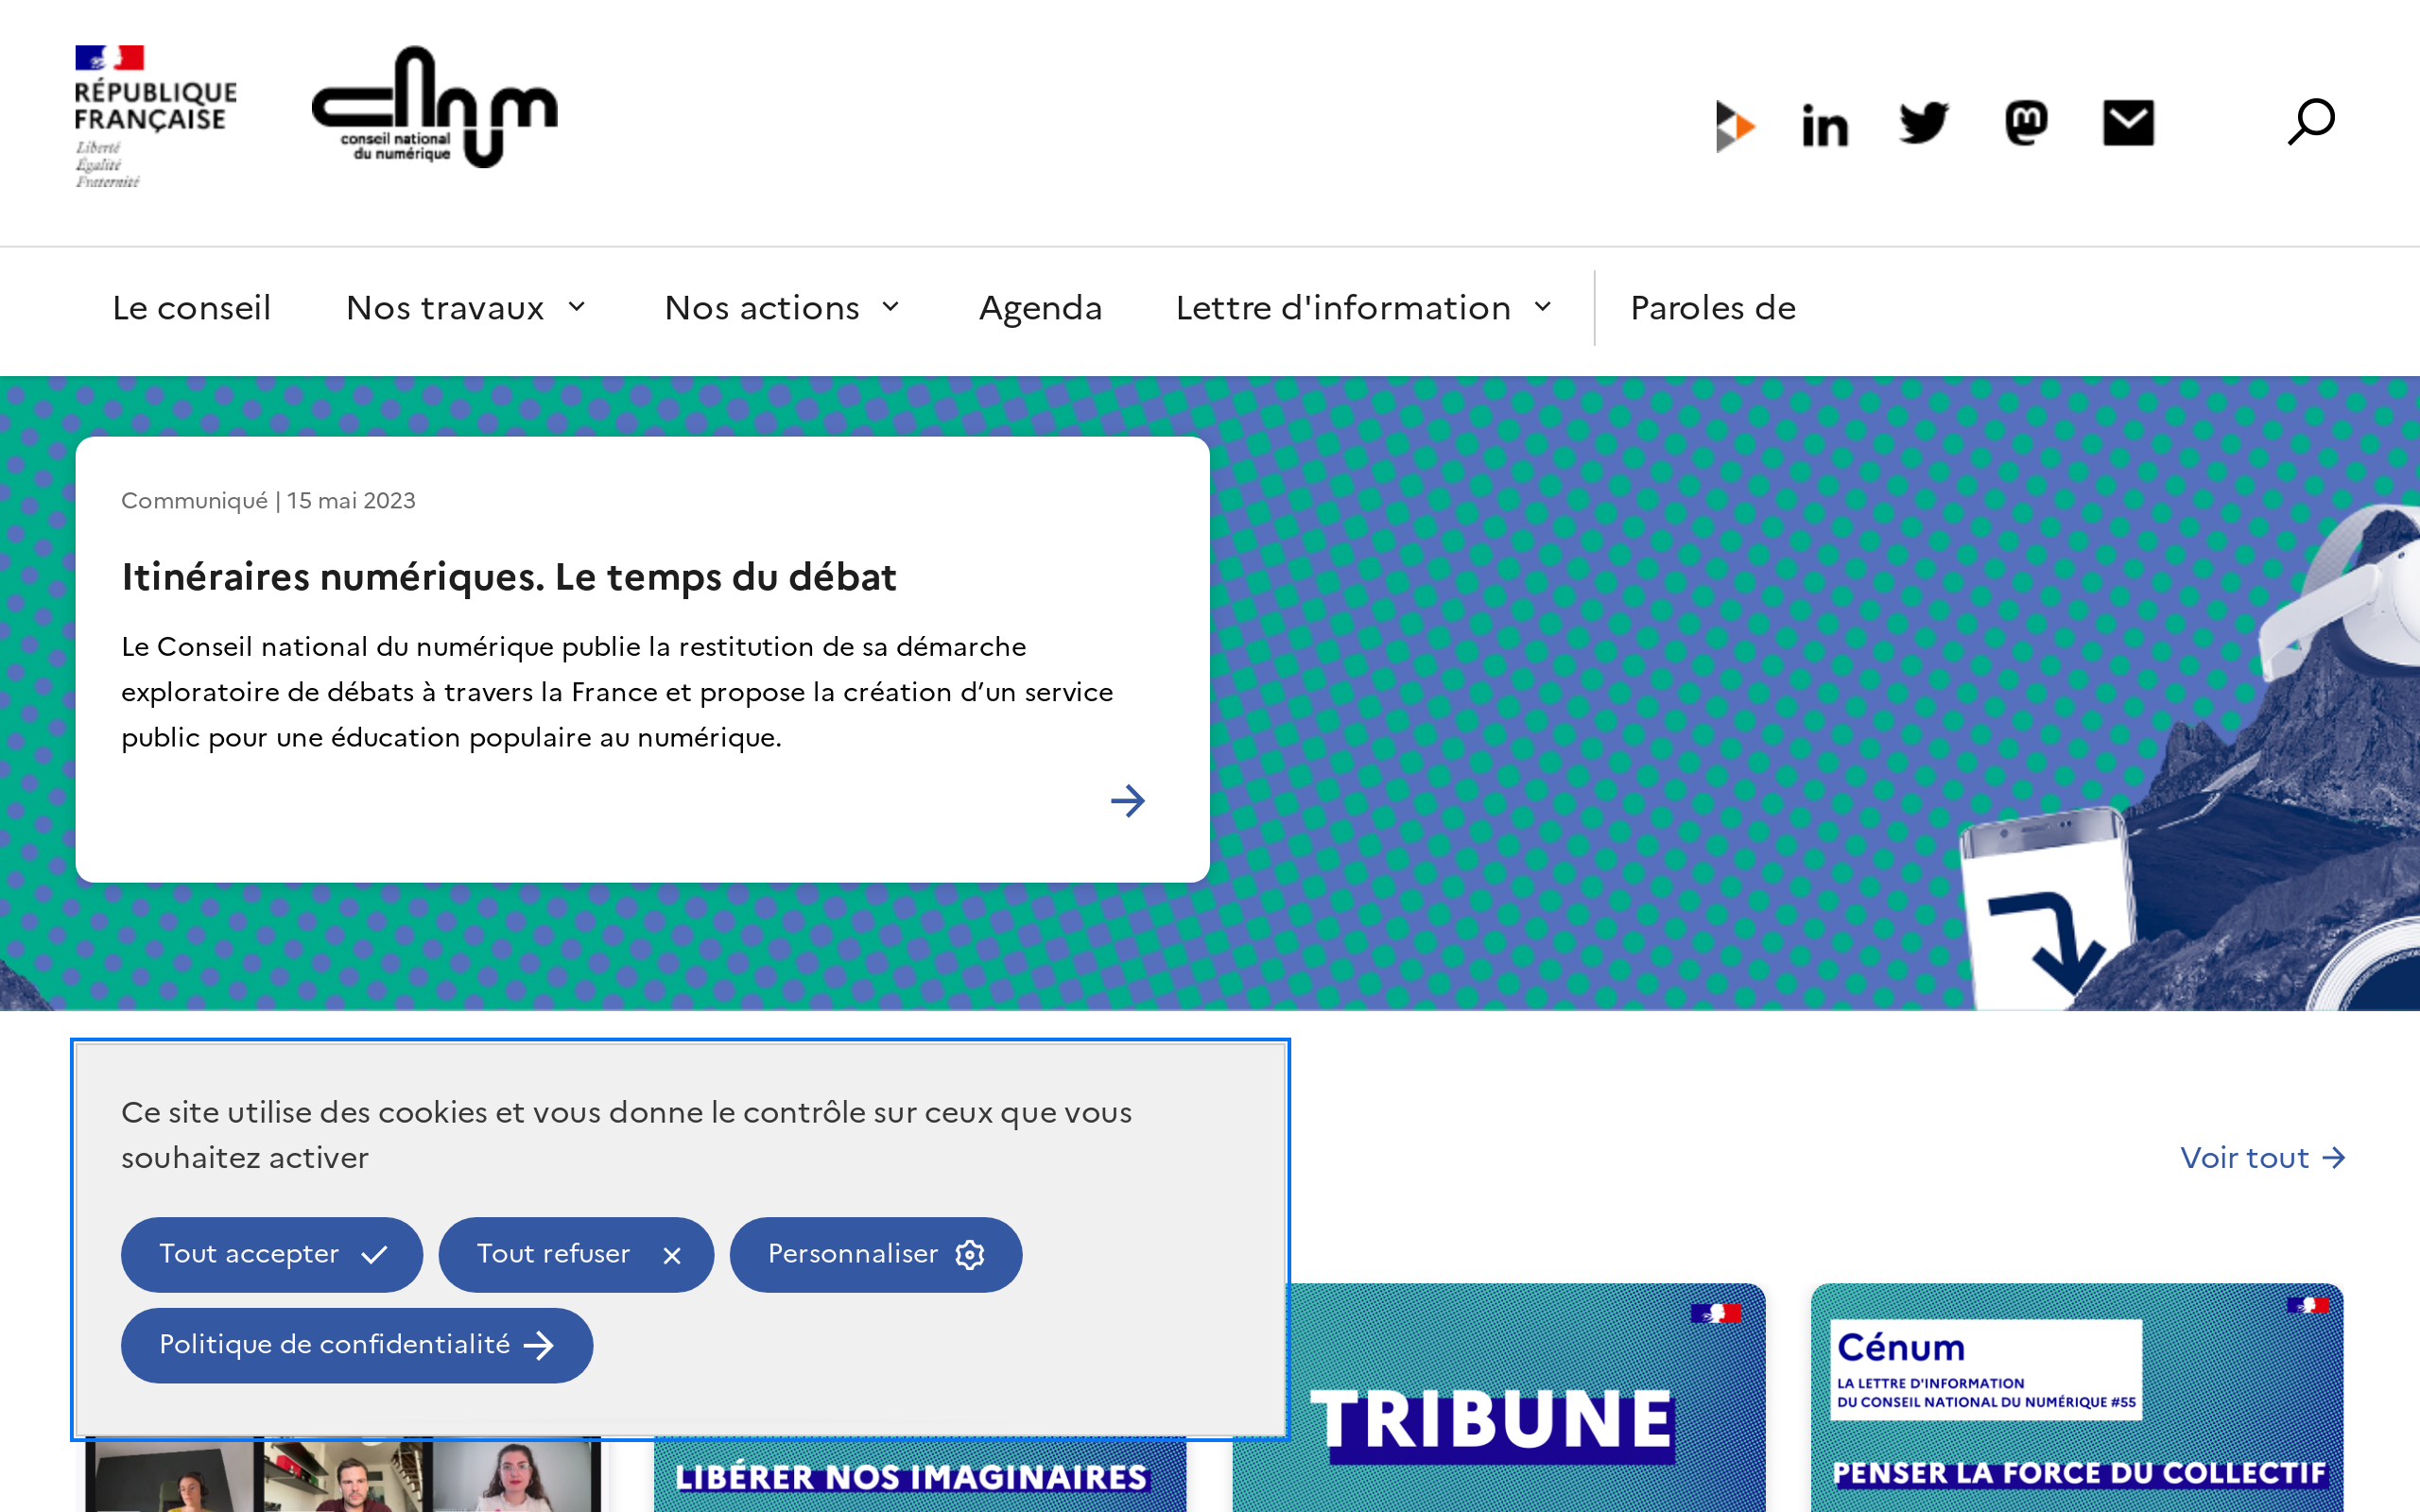 RÉPUBLIQUE
FRANÇAISE
Liberté
Égalité
Fraternité
conseil national
du numérique
Le conseil
Nos travaux
Nos actions
Agenda
Lettre d'information
Paroles de
Communiqué | 15 mai 2023
Itinéraires numériques. Le temps du débat
Le Conseil national du numérique publie la restitution de sa démarche
exploratoire de débats à travers la France et propose la création d’un service
public pour une éducation populaire au numérique.
Ce site utilise des cookies et vous donne le contrôle sur ceux que vous
souhaitez activer
Tout accepter
Tout refuser
Personnaliser
Politique de confidentialité
Voir tout
LIBÉRER NOS IMAGINAIRES
TRIBUNE
Cénum
LA LETTRE D'INFORMATION
DU CONSEIL NATIONAL DU NUMÉRIQUE #55
PENSER LA FORCE DU COLLECTIF